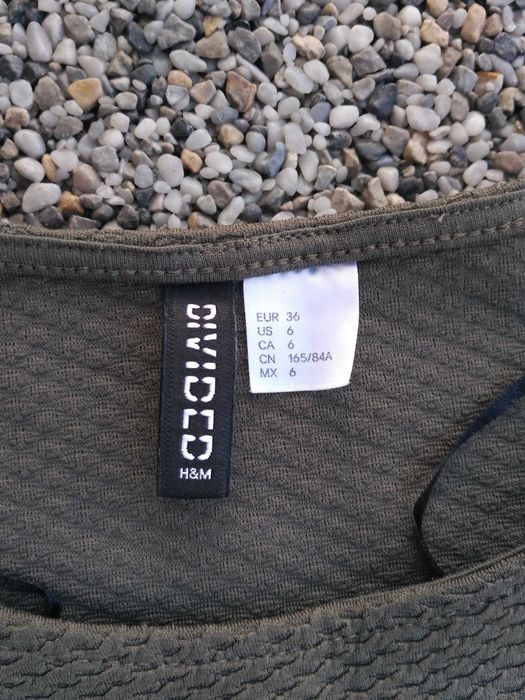 DIVIDED
H&M
EUR 36
US 6
CA 6
CN 165/84A
MX 6